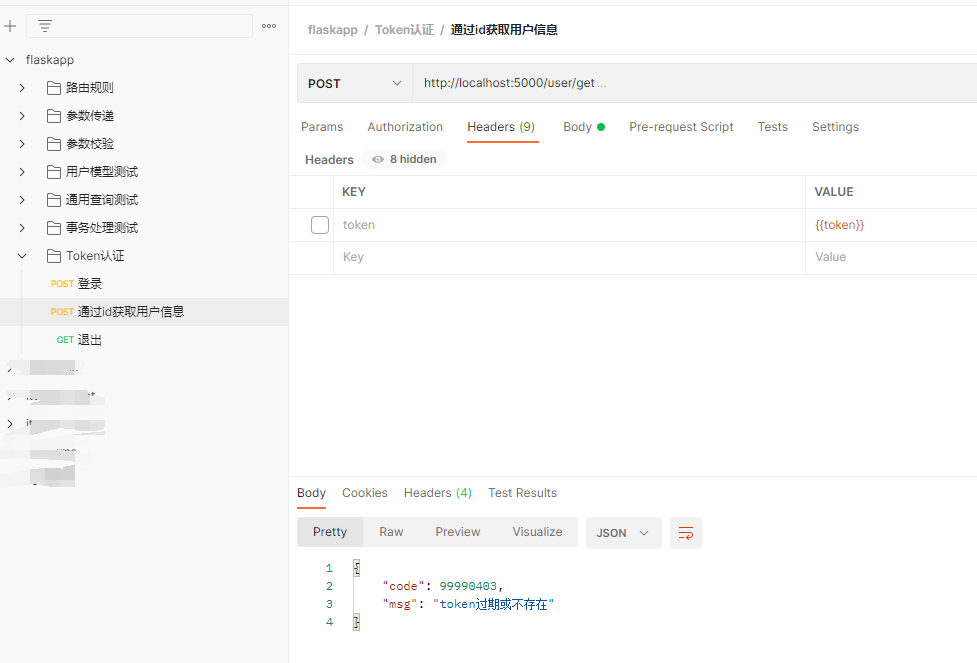 flaskapp / Token认证 / 通过id获取用户信息
flaskapp
路由规则
参数传递
参数校验
用户模型测试
通用查询测试
事务处理测试
Token认证
POST 登录
POST 通过id获取用户信息
GET 退出
POST http://localhost:5000/user/get ...
Params Authorization Headers (9) Body Pre-request Script Tests Settings
Headers 8 hidden
KEY VALUE
token {{token}}
Key Value
Body Cookies Headers (4) Test Results
Pretty Raw Preview Visualize JSON
1 {
2 "code": 99990403,
3 "msg": "token过期或不存在"
4 }